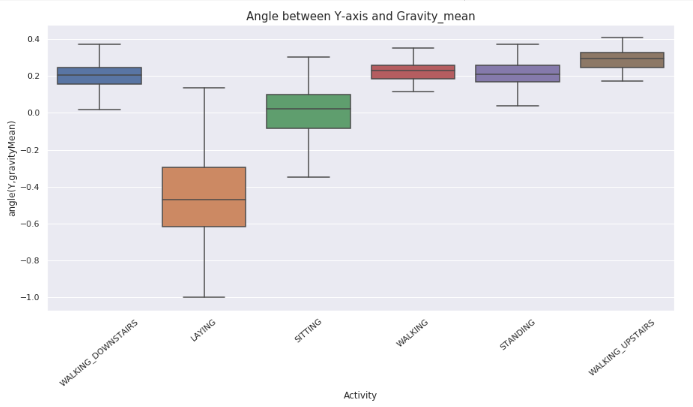 Angle between Y-axis and Gravity_mean
angle(Y,gravityMean)
0.4
0.2
0.0
−0.2
−0.4
−0.6
−0.8
−1.0
WALKING_DOWNSTAIRS
LAYING
SITTING
WALKING
STANDING
WALKING_UPSTAIRS
Activity